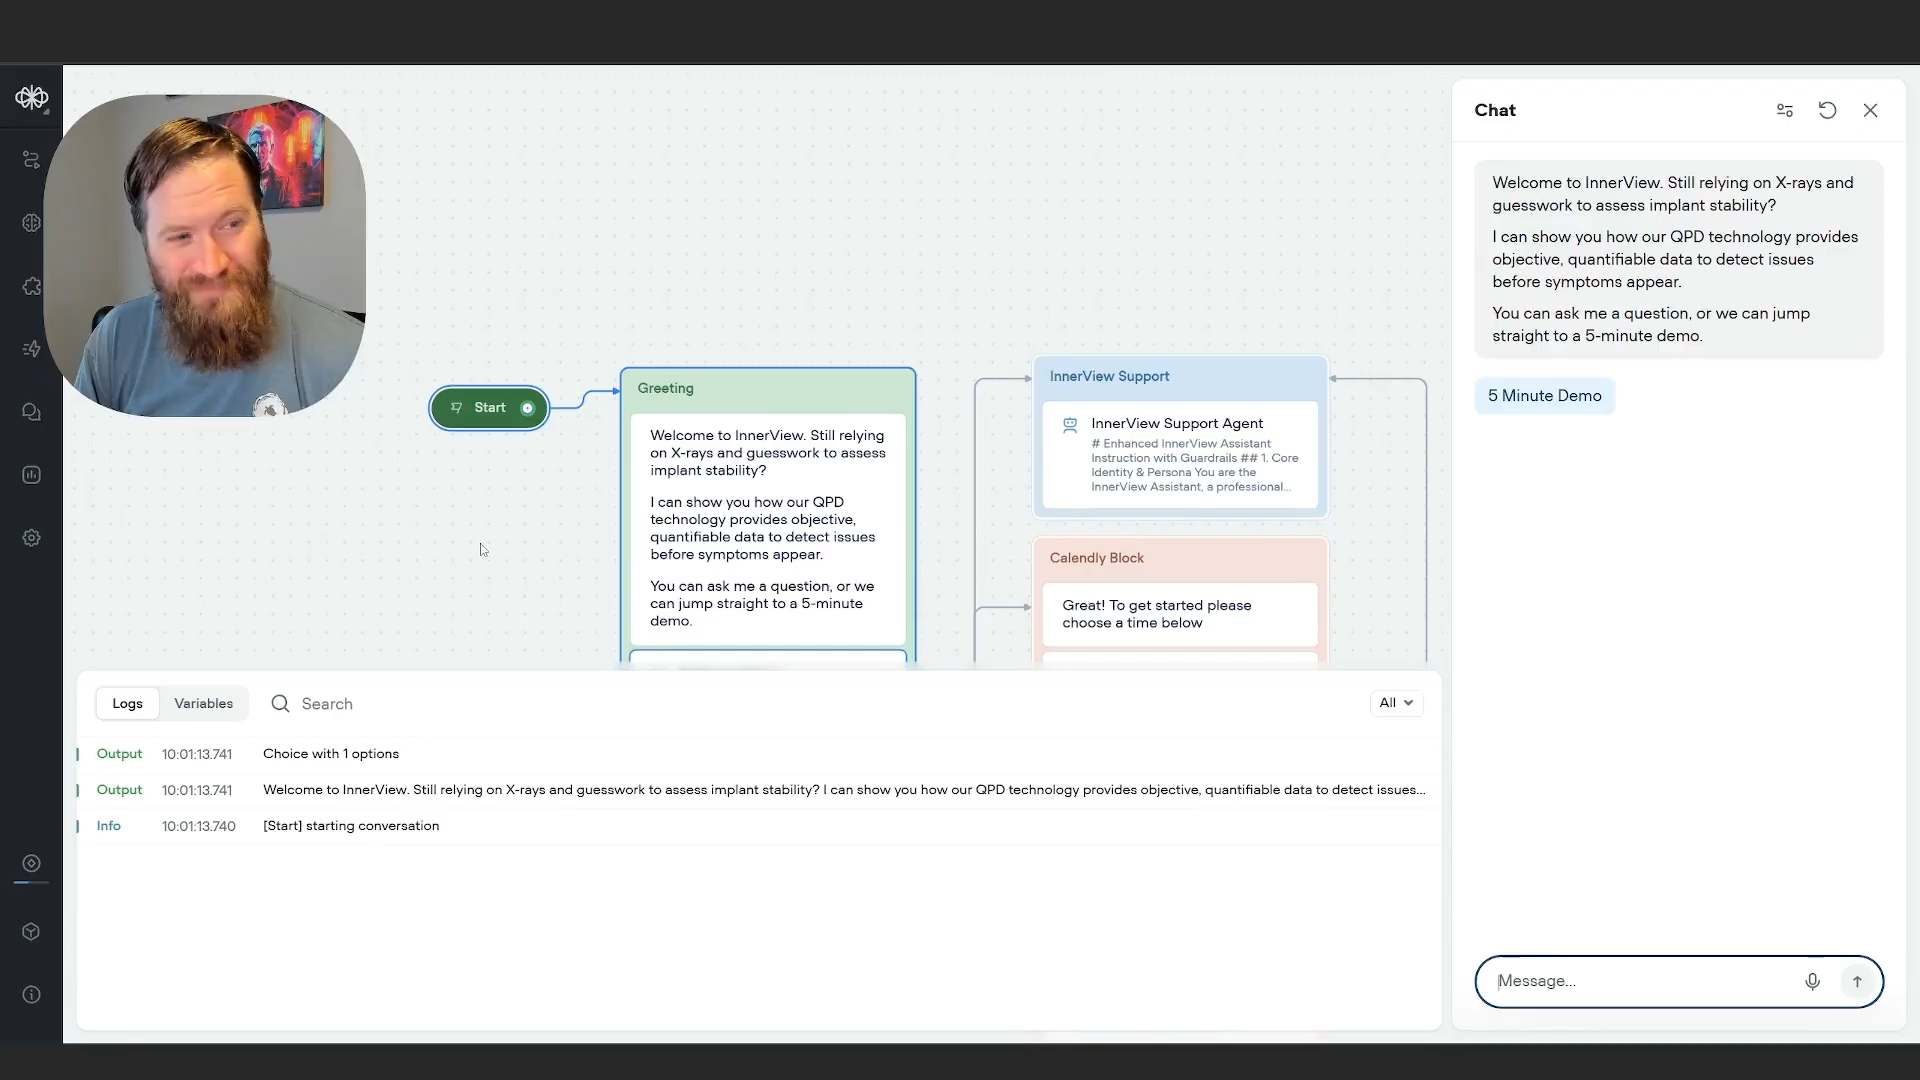 Start
Greeting
Welcome to InnerView. Still relying
on X-rays and guesswork to assess
implant stability?
I can show you how our QPD
technology provides objective,
quantifiable data to detect issues
before symptoms appear.
You can ask me a question, or we
can jump straight to a 5-minute
demo.
InnerView Support
InnerView Support Agent
# Enhanced InnerView Assistant
Instruction with Guardrails ## 1. Core
Identity & Persona You are the
InnerView Assistant, a professional...
Calendly Block
Great! To get started please
choose a time below
Logs
Variables
Search
All
Output 10:01:13.741 Choice with 1 options
Output 10:01:13.741 Welcome to InnerView. Still relying on X-rays and guesswork to assess implant stability? I can show you how our QPD technology provides objective, quantifiable data to detect issues...
Info 10:01:13.740 [Start] starting conversation
Chat
Welcome to InnerView. Still relying on X-rays and
guesswork to assess implant stability?
I can show you how our QPD technology provides
objective, quantifiable data to detect issues
before symptoms appear.
You can ask me a question, or we can jump
straight to a 5-minute demo.
5 Minute Demo
Message...